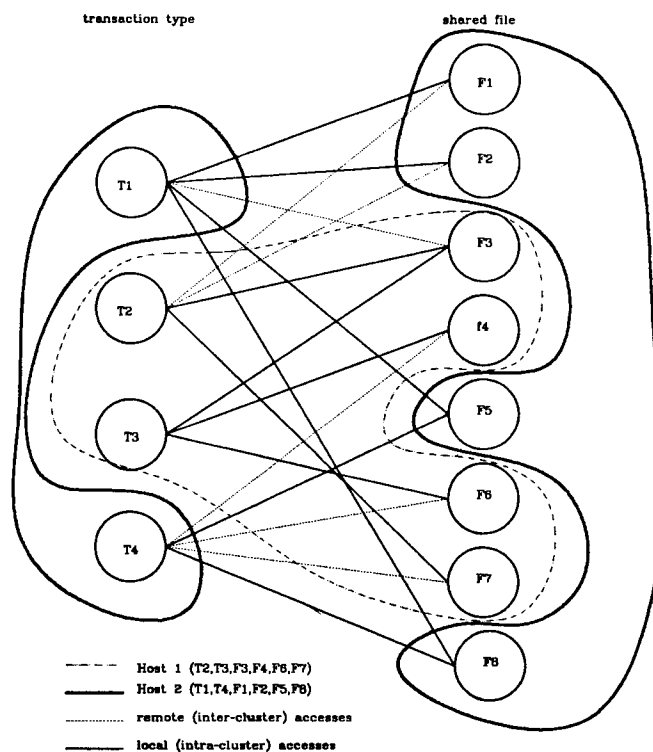 transaction type
shared file
F1
F2
T1
F3
T2
f4
F5
T3
F6
T4
F7
F8
Host 1 (T2,T3,F3,F4,F6,F7)
Host 2 (T1,T4,F1,F2,F5,F8)
remote (inter-cluster) accesses
local (intra-cluster) accesses